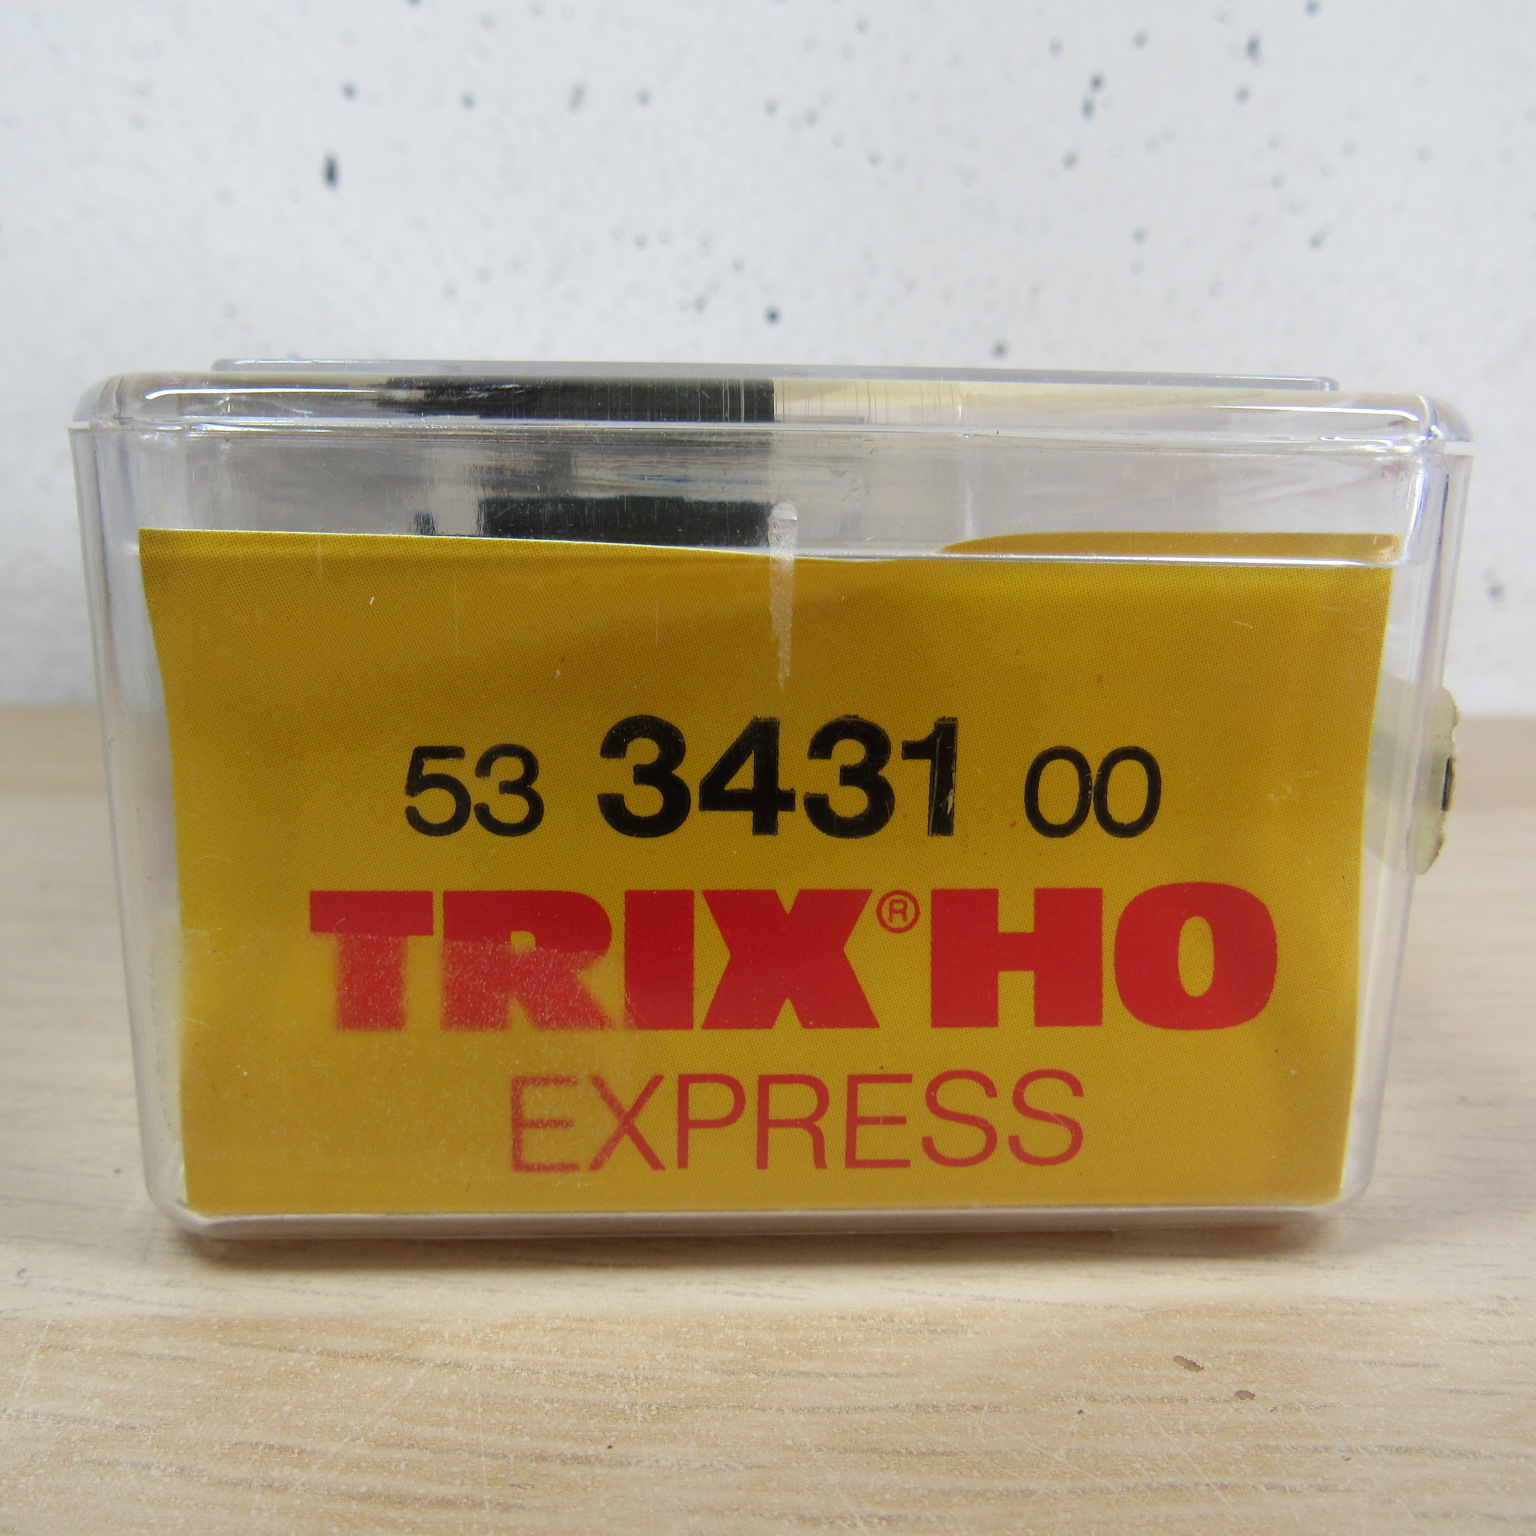 53 3431 00
TRIX® HO
EXPRESS